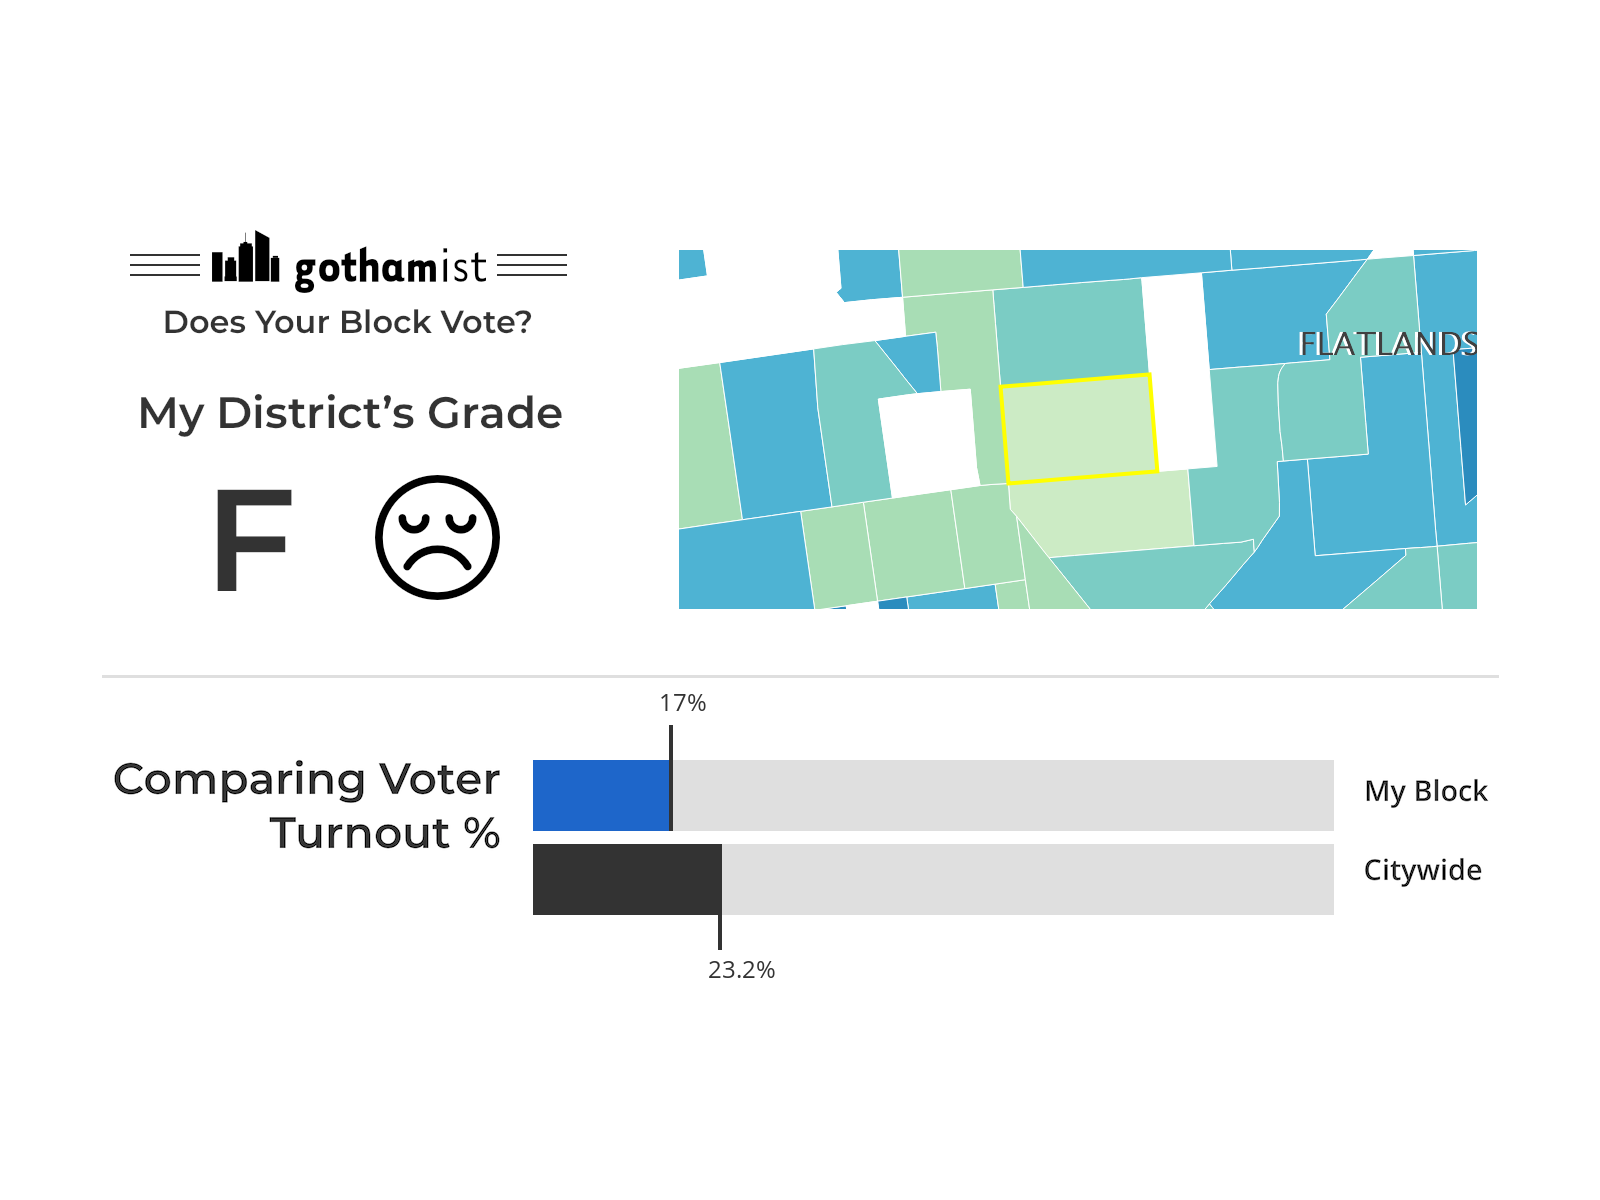 gothamist
Does Your Block Vote?
My District’s Grade
F
FLATLANDS
17%
Comparing Voter
Turnout %
My Block
Citywide
23.2%